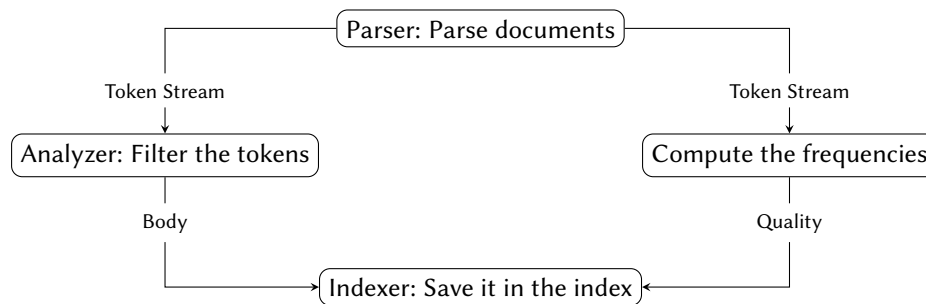 Parser: Parse documents
Token Stream
Token Stream
Analyzer: Filter the tokens
Compute the frequencies
Body
Quality
Indexer: Save it in the index